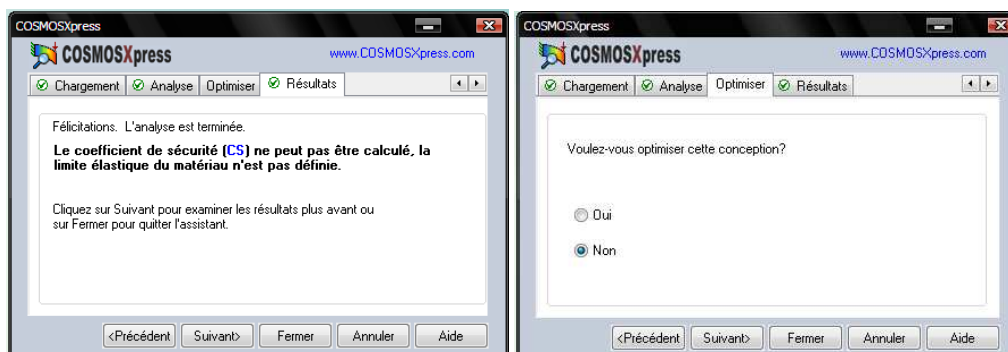 COSMOSXpress
COSMOSXpress www.COSMOSXpress.com
Chargement Analyse Optimiser Résultats
Félicitations. L'analyse est terminée.
Le coefficient de sécurité (CS) ne peut pas être calculé, la
limite élastique du matériau n'est pas définie.
Cliquez sur Suivant pour examiner les résultats plus avant ou
sur Fermer pour quitter l'assistant.
<Précédent Suivant> Fermer Annuler Aide
COSMOSXpress
COSMOSXpress www.COSMOSXpress.com
Chargement Analyse Optimiser Résultats
Voulez-vous optimiser cette conception?
Oui
Non
<Précédent Suivant> Fermer Annuler Aide